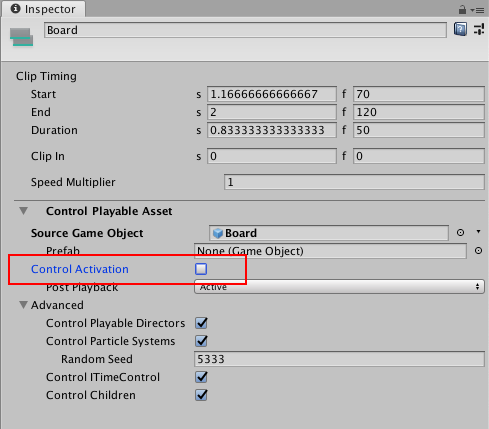 Inspector
Board
Clip Timing
Start s 1.16666666666667 f 70
End s 2 f 120
Duration s 0.833333333333333 f 50
Clip In s 0 f 0
Speed Multiplier 1
Control Playable Asset
Source Game Object Board
Prefab None (Game Object)
Control Activation
Post Playback Active
Advanced
Control Playable Directors
Control Particle Systems
Random Seed 5333
Control ITimeControl
Control Children